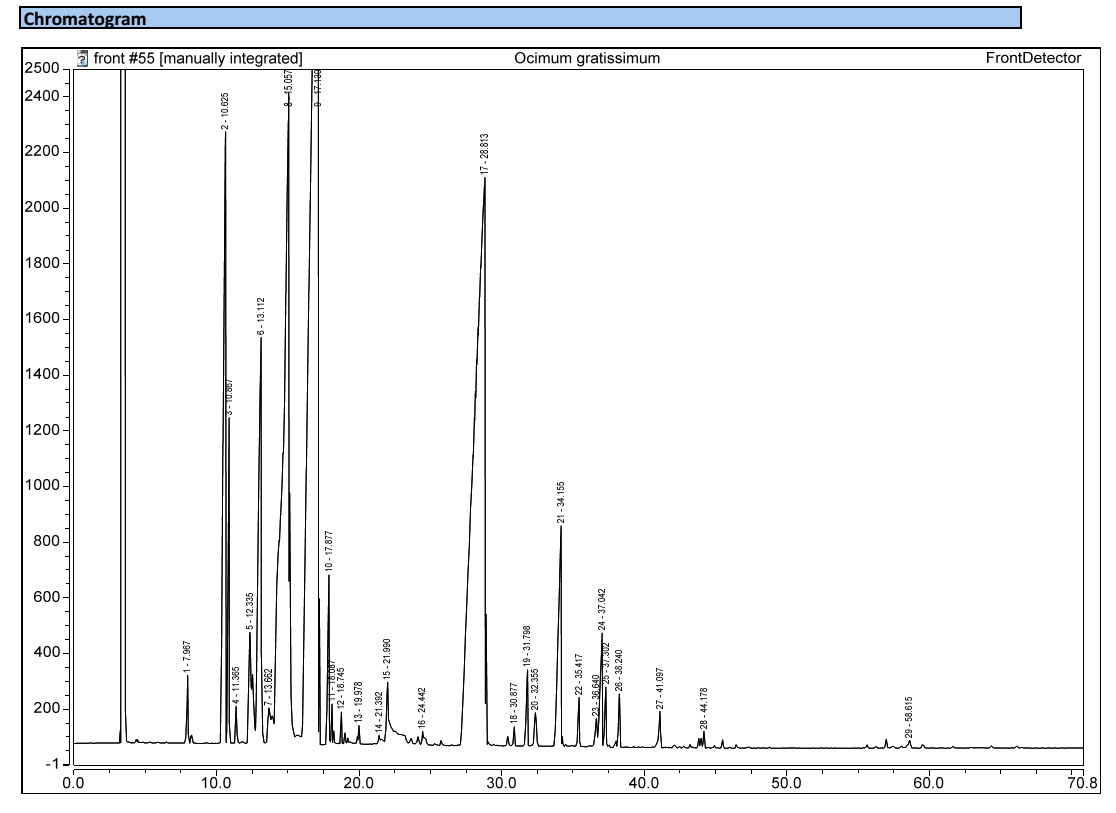 Chromatogram
front #55 [manually integrated] Ocimum gratissimum FrontDetector
2500
2400
2200
2000
1800
1600
1400
1200
1000
800
600
400
200
-1
1 - 7.967
2 - 10.625
3 - 10.867
4 - 11.365
5 - 12.335
6 - 13.112
7 - 13.662
8 - 15.057
9 - 17.130
10 - 17.877
11 - 18.087
12 - 18.745
13 - 19.978
14 - 21.392
15 - 21.990
16 - 24.442
17 - 28.813
18 - 30.877
19 - 31.798
20 - 32.355
21 - 34.155
22 - 35.417
23 - 36.640
24 - 37.042
25 - 37.302
26 - 38.240
27 - 41.097
28 - 44.178
29 - 58.615
0.0 10.0 20.0 30.0 40.0 50.0 60.0 70.8